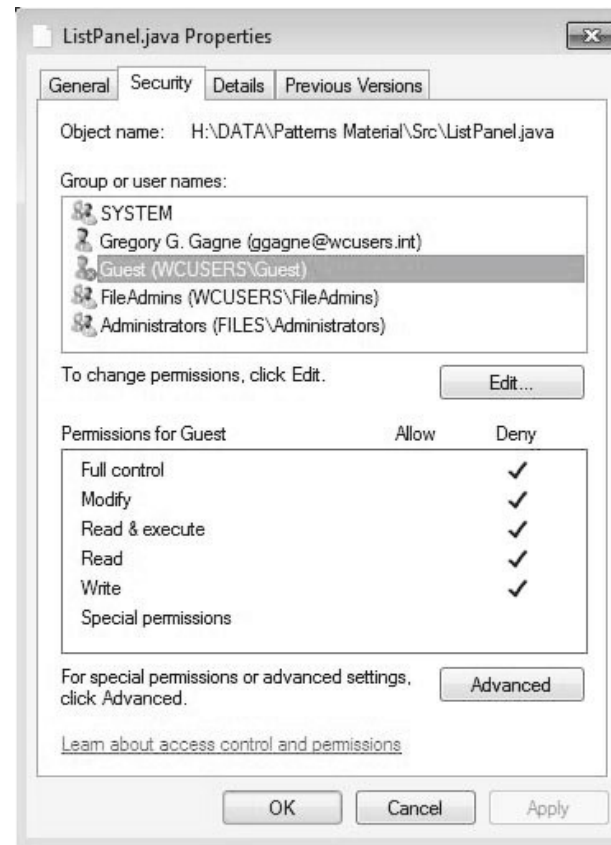 ListPanel.java Properties
General Security Details Previous Versions
Object name: H:\DATA\Patterns Material\Src\ListPanel.java
Group or user names:
SYSTEM
Gregory G. Gagne (ggagne@wcusers.int)
Guest (WCUSERS\Guest)
FileAdmins (WCUSERS\FileAdmins)
Administrators (FILES\Administrators)
To change permissions, click Edit. Edit...
Permissions for Guest Allow Deny
Full control
Modify
Read & execute
Read
Write
Special permissions
For special permissions or advanced settings, Advanced
click Advanced.
Learn about access control and permissions
OK Cancel Apply